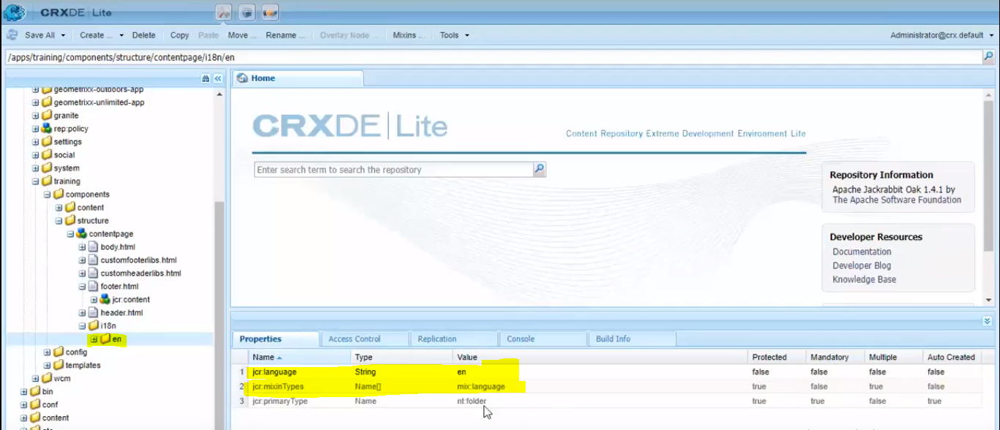 CRXDE | Lite
Save All Create ... Delete Copy Paste Move ... Rename ... Overlay Node ... Mixins ... Tools Administrator@crx.default
/apps/training/components/structure/contentpage/i18n/en
Home
geometrixx-outdoors-app
geometrixx-unlimited-app
granite
rep:policy
settings
social
system
training
components
content
structure
contentpage
body.html
customfooterlibs.html
customheaderlibs.html
footer.html
jcr:content
header.html
i18n
en
config
templates
wcm
bin
conf
content
CRXDE | Lite
Content Repository Extreme Development Environment Lite
Enter search term to search the repository
Repository Information
Apache Jackrabbit Oak 1.4.1 by
The Apache Software Foundation
Developer Resources
Documentation
Developer Blog
Knowledge Base
Properties Access Control Replication Console Build Info
Name Type Value Protected Mandatory Multiple Auto Created
1 jcr:language String en false false false false
2 jcr:mixinTypes Name[] mix:language true false true false
3 jcr:primaryType Name nt:folder true true false true